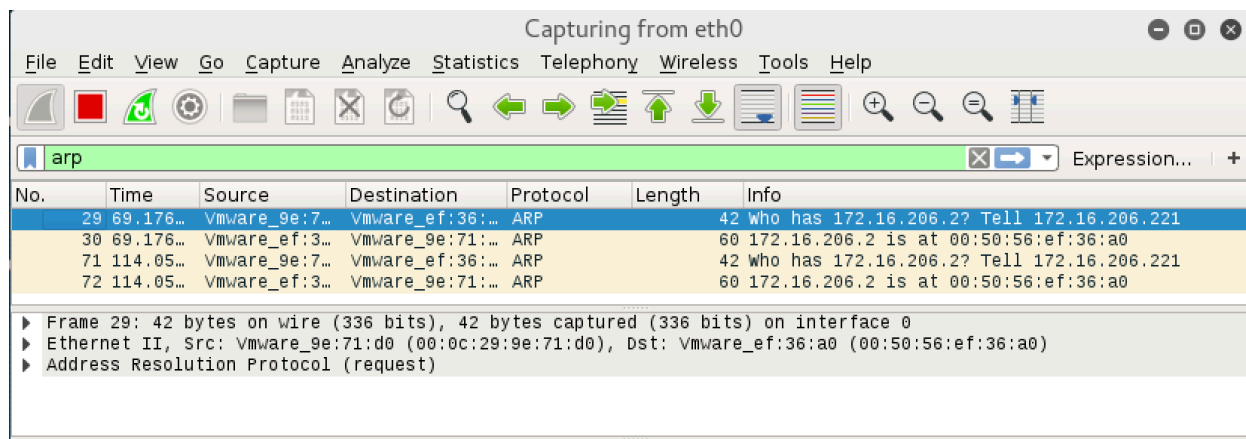 Capturing from eth0
File Edit View Go Capture Analyze Statistics Telephony Wireless Tools Help
arp Expression... +
No. Time Source Destination Protocol Length Info
29 69.176… Vmware_9e:7… Vmware_ef:36:… ARP 42 Who has 172.16.206.2? Tell 172.16.206.221
30 69.176… Vmware_ef:3… Vmware_9e:71:… ARP 60 172.16.206.2 is at 00:50:56:ef:36:a0
71 114.05… Vmware_9e:7… Vmware_ef:36:… ARP 42 Who has 172.16.206.2? Tell 172.16.206.221
72 114.05… Vmware_ef:3… Vmware_9e:71:… ARP 60 172.16.206.2 is at 00:50:56:ef:36:a0
Frame 29: 42 bytes on wire (336 bits), 42 bytes captured (336 bits) on interface 0
Ethernet II, Src: Vmware_9e:71:d0 (00:0c:29:9e:71:d0), Dst: Vmware_ef:36:a0 (00:50:56:ef:36:a0)
Address Resolution Protocol (request)